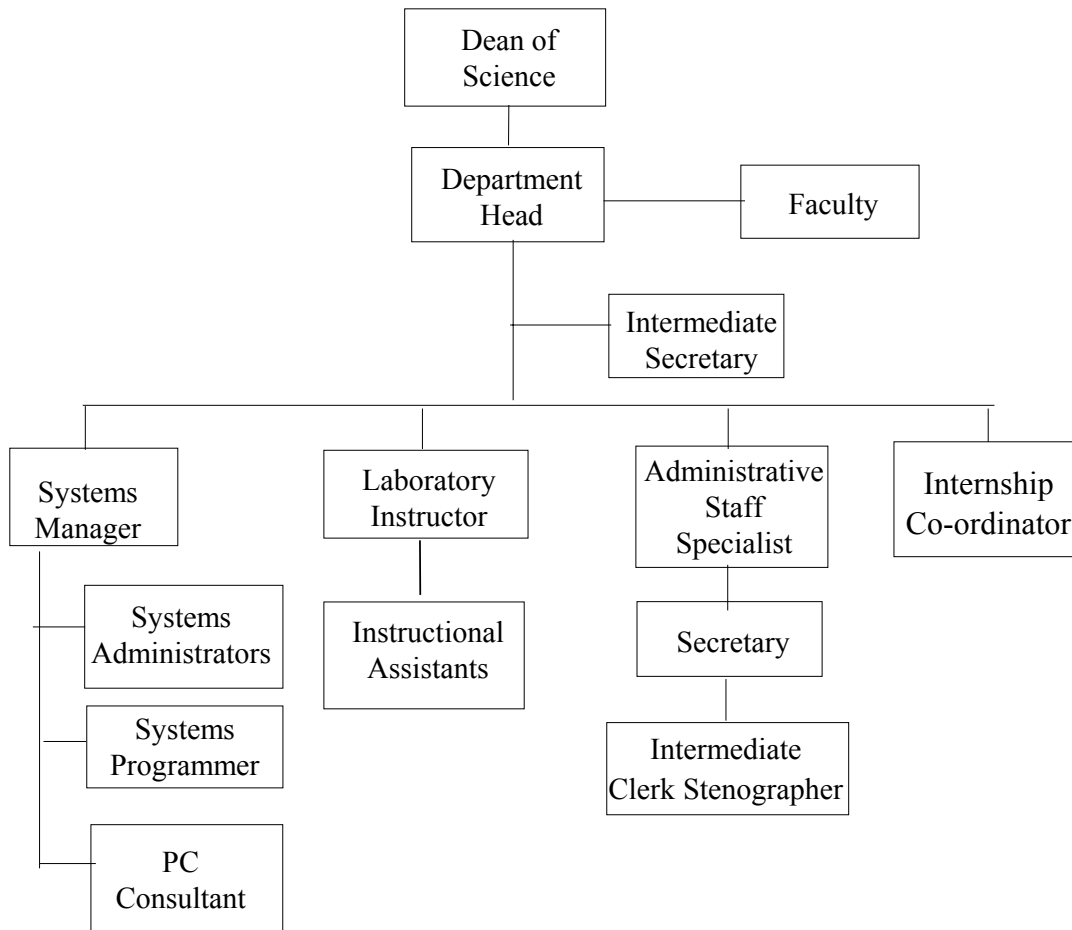 Dean of
Science
Department
Head
Faculty
Intermediate
Secretary
Systems
Manager
Laboratory
Instructor
Administrative
Staff
Specialist
Internship
Co-ordinator
Systems
Administrators
Instructional
Assistants
Secretary
Systems
Programmer
Intermediate
Clerk Stenographer
PC
Consultant